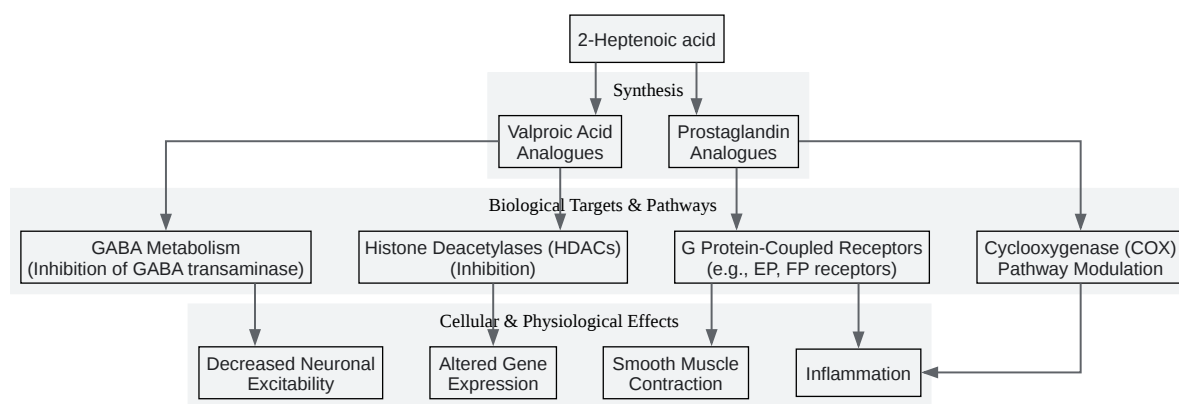 2-Heptenoic acid
Synthesis
Valproic Acid
Analogues
Prostaglandin
Analogues
Biological Targets & Pathways
GABA Metabolism
(Inhibition of GABA transaminase)
Histone Deacetylases (HDACs)
(Inhibition)
G Protein-Coupled Receptors
(e.g., EP, FP receptors)
Cyclooxygenase (COX)
Pathway Modulation
Cellular & Physiological Effects
Decreased Neuronal
Excitability
Altered Gene
Expression
Smooth Muscle
Contraction
Inflammation